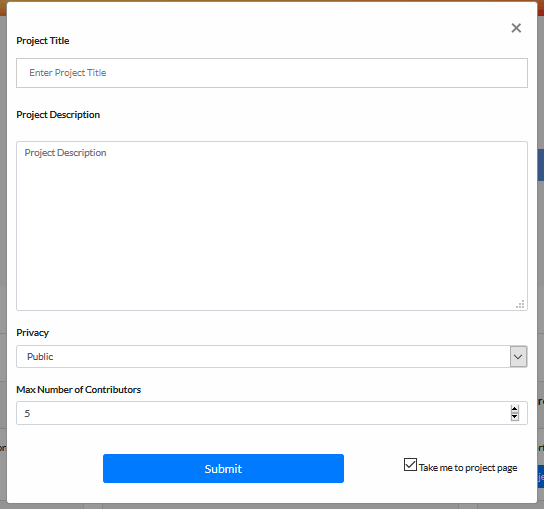 ×
Project Title
Enter Project Title
Project Description
Project Description
Privacy
Public
Max Number of Contributors
5
Submit
Take me to project page